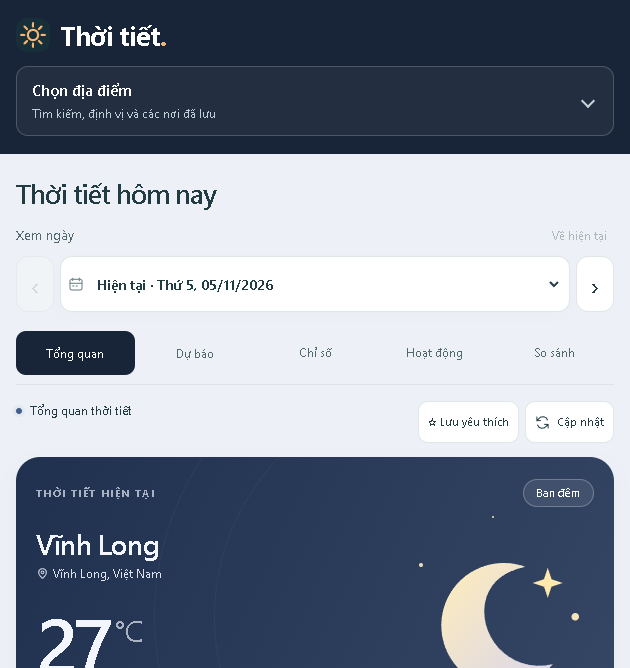 Thời tiết.
Chọn địa điểm
Tìm kiếm, định vị và các nơi đã lưu
Thời tiết hôm nay
Xem ngày
Về hiện tại
Hiện tại · Thứ 5, 05/11/2026
Tổng quan
Dự báo
Chỉ số
Hoạt động
So sánh
Tổng quan thời tiết
☆ Lưu yêu thích
Cập nhật
THỜI TIẾT HIỆN TẠI
Ban đêm
Vĩnh Long
Vĩnh Long, Việt Nam
27°C